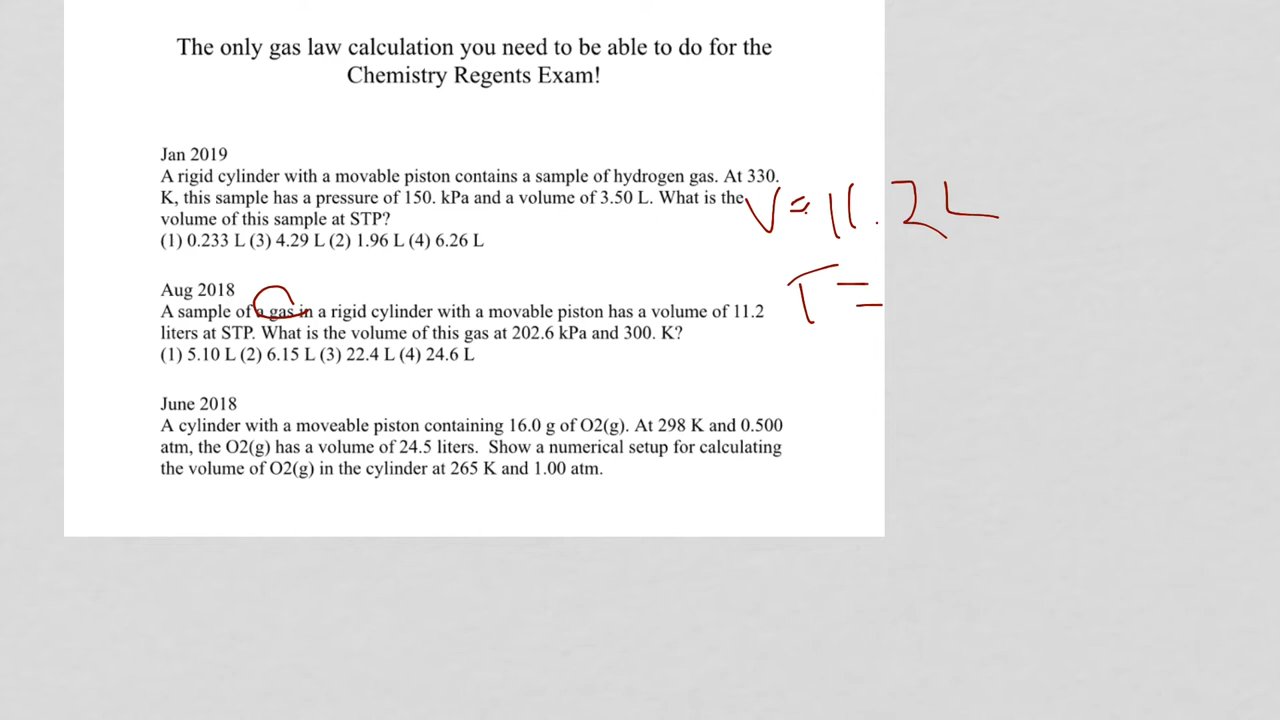 The only gas law calculation you need to be able to do for the
Chemistry Regents Exam!
Jan 2019
A rigid cylinder with a movable piston contains a sample of hydrogen gas. At 330.
K, this sample has a pressure of 150. kPa and a volume of 3.50 L. What is the
volume of this sample at STP?
(1) 0.233 L (3) 4.29 L (2) 1.96 L (4) 6.26 L
V = 11.2 L
T =
Aug 2018
A sample of a gas in a rigid cylinder with a movable piston has a volume of 11.2
liters at STP. What is the volume of this gas at 202.6 kPa and 300. K?
(1) 5.10 L (2) 6.15 L (3) 22.4 L (4) 24.6 L
June 2018
A cylinder with a moveable piston containing 16.0 g of O2(g). At 298 K and 0.500
atm, the O2(g) has a volume of 24.5 liters. Show a numerical setup for calculating
the volume of O2(g) in the cylinder at 265 K and 1.00 atm.